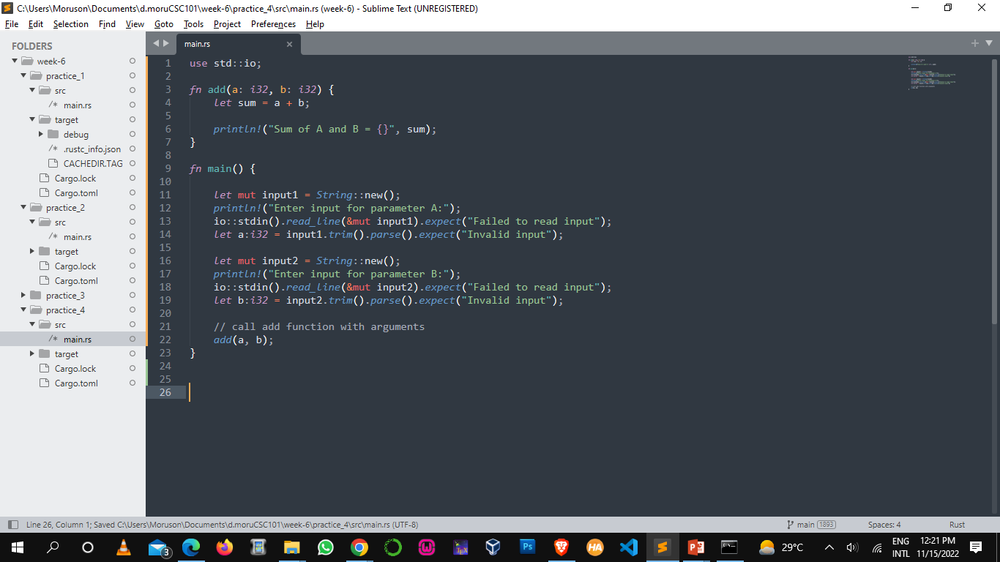 C:\Users\Moruson\Documents\d.moruCSC101\week-6\practice_4\src\main.rs (week-6) - Sublime Text (UNREGISTERED)
File Edit Selection Find View Goto Tools Project Preferences Help
FOLDERS
week-6
practice_1
src
/* main.rs
target
debug
/* .rustc_info.json
CACHEDIR.TAG
Cargo.lock
Cargo.toml
practice_2
src
/* main.rs
target
Cargo.lock
Cargo.toml
practice_3
practice_4
src
/* main.rs
target
Cargo.lock
Cargo.toml
main.rs ×
1 use std::io;
2
3 fn add(a: i32, b: i32) {
4     let sum = a + b;
5
6     println!("Sum of A and B = {}", sum);
7 }
8
9 fn main() {
10
11     let mut input1 = String::new();
12     println!("Enter input for parameter A:");
13     io::stdin().read_line(&mut input1).expect("Failed to read input");
14     let a:i32 = input1.trim().parse().expect("Invalid input");
15
16     let mut input2 = String::new();
17     println!("Enter input for parameter B:");
18     io::stdin().read_line(&mut input2).expect("Failed to read input");
19     let b:i32 = input2.trim().parse().expect("Invalid input");
20
21     // call add function with arguments
22     add(a, b);
23 }
24
25
26
Line 26, Column 1; Saved C:\Users\Moruson\Documents\d.moruCSC101\week-6\practice_4\src\main.rs (UTF-8)
main 1893
Spaces: 4
Rust
3
Ps
HA
29°C
ENG
INTL
12:21 PM
11/15/2022